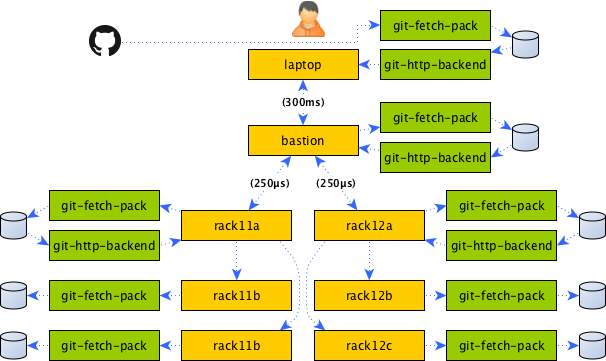 git-fetch-pack
laptop
git-http-backend
(300ms)
git-fetch-pack
bastion
git-http-backend
(250µs)
(250µs)
git-fetch-pack
git-fetch-pack
rack11a
rack12a
git-http-backend
git-http-backend
git-fetch-pack
rack11b
rack12b
git-fetch-pack
git-fetch-pack
rack11b
rack12c
git-fetch-pack